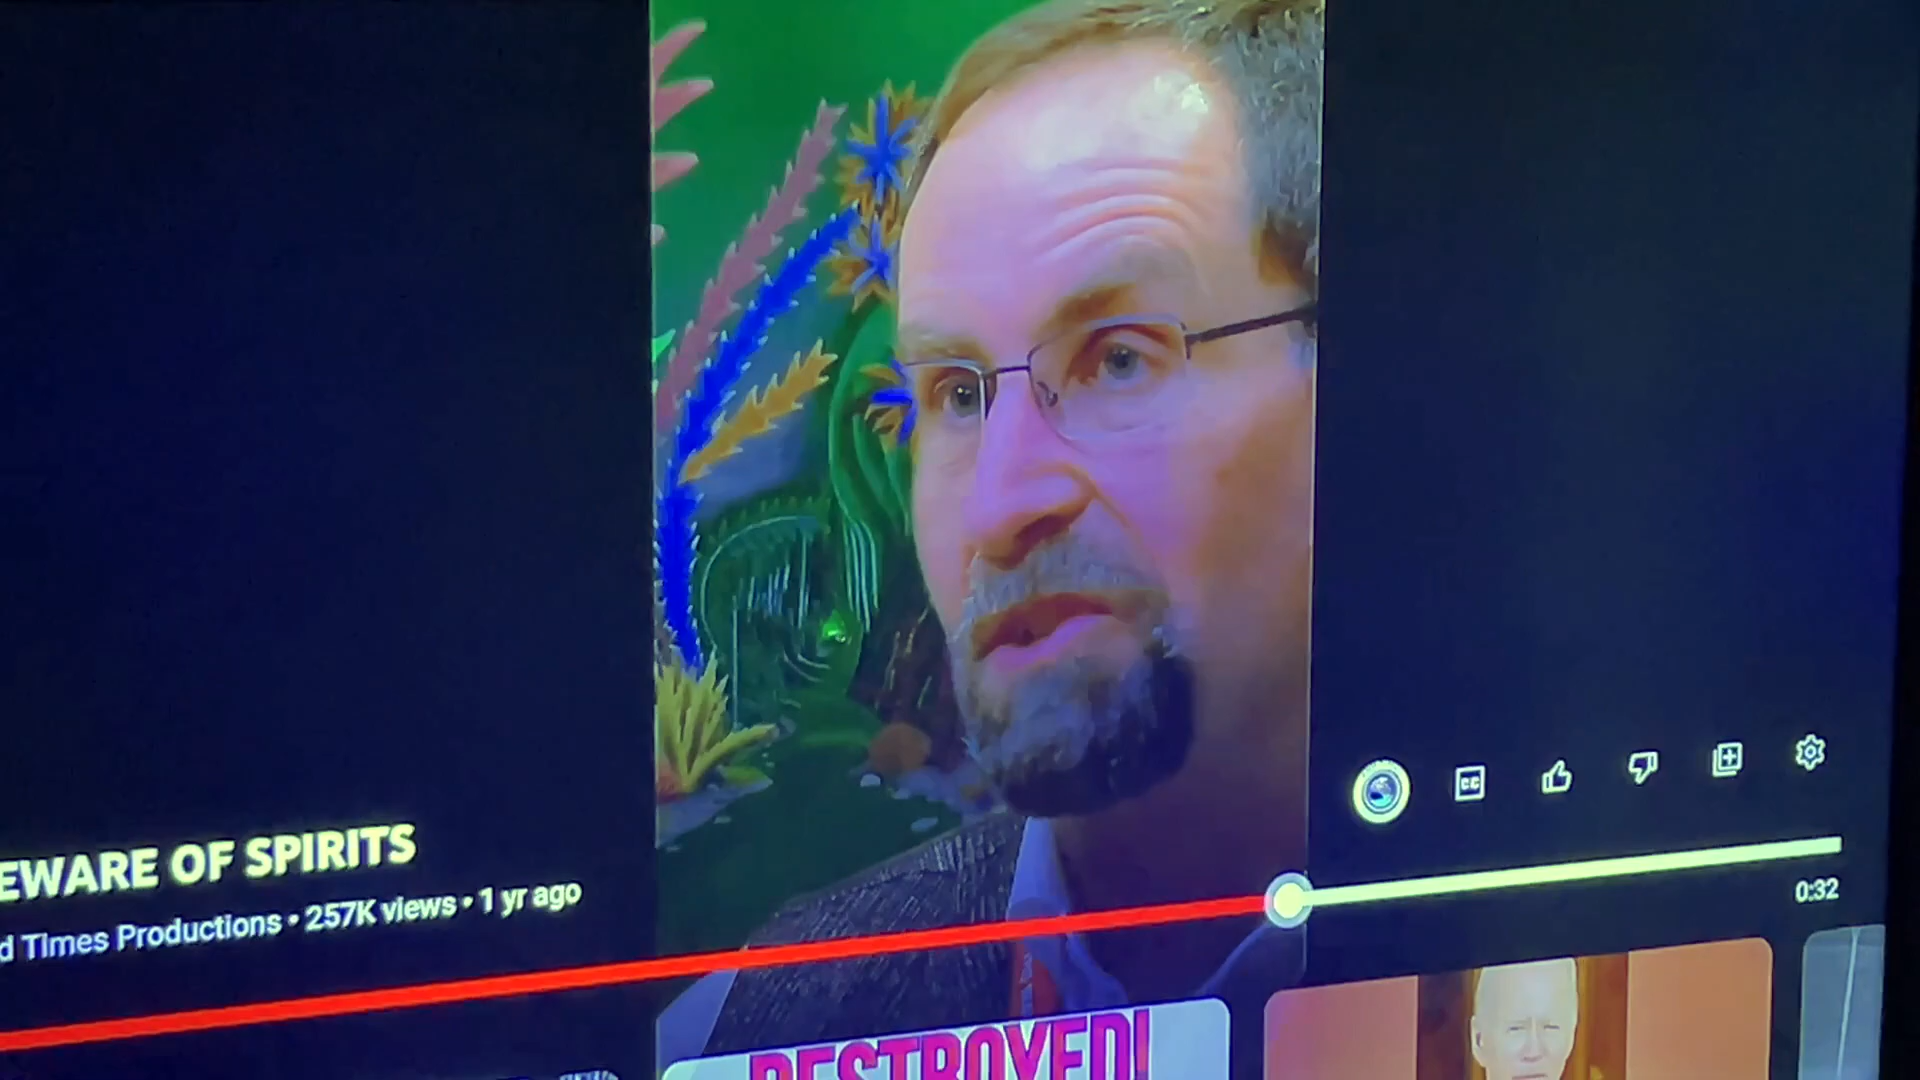 EWARE OF SPIRITS
d Times Productions • 257K views • 1 yr ago
CC
0:32
DESTROYED!